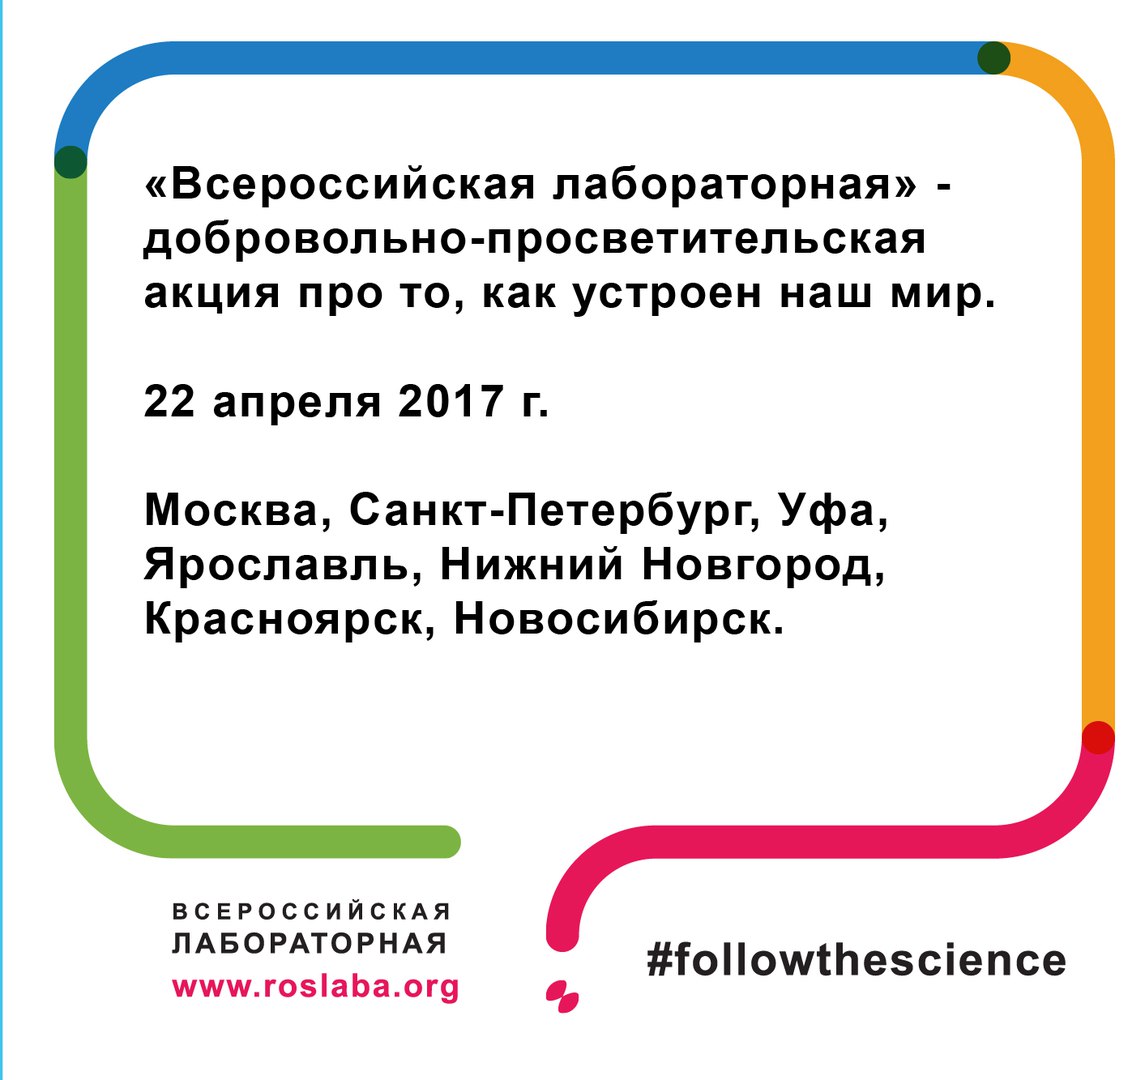 «Всероссийская лабораторная» -
добровольно-просветительская
акция про то, как устроен наш мир.
22 апреля 2017 г.
Москва, Санкт-Петербург, Уфа,
Ярославль, Нижний Новгород,
Красноярск, Новосибирск.
ВСЕРОССИЙСКАЯ
ЛАБОРАТОРНАЯ
www.roslaba.org
#followthescience